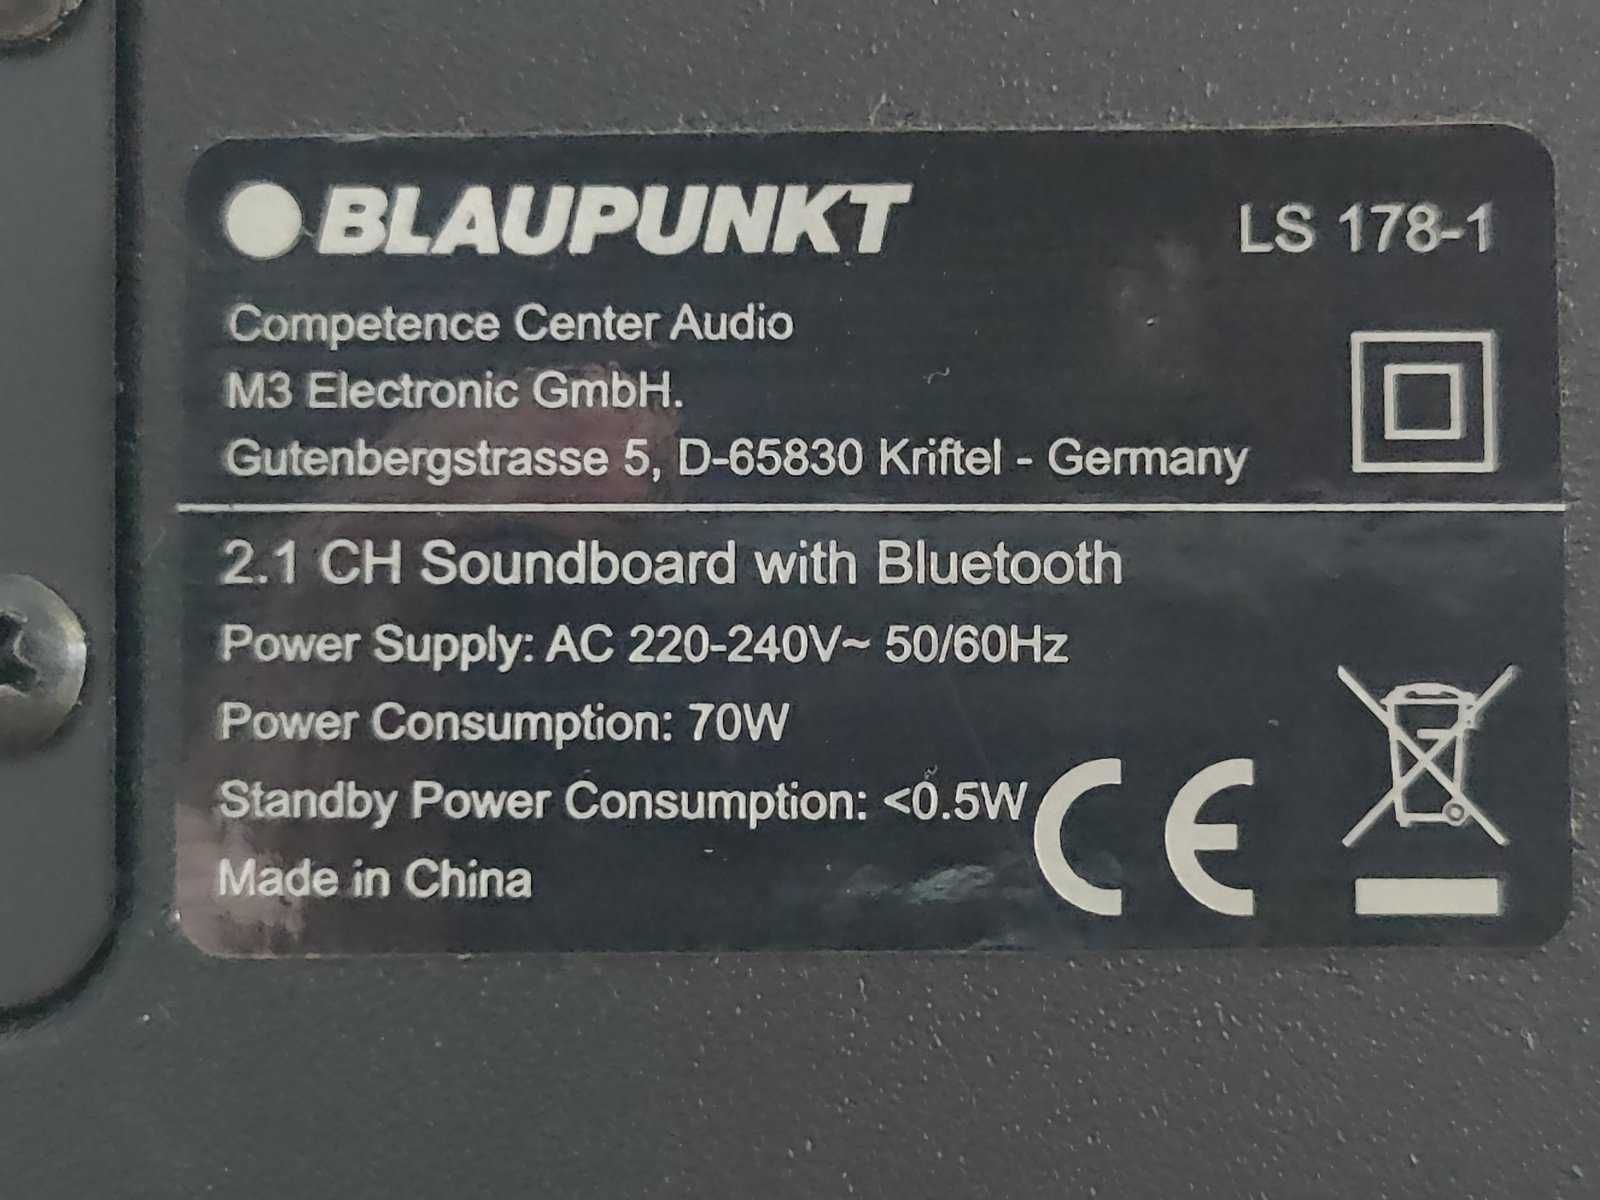 BLAUPUNKT
LS 178-1
Competence Center Audio
M3 Electronic GmbH.
Gutenbergstrasse 5, D-65830 Kriftel - Germany
2.1 CH Soundboard with Bluetooth
Power Supply: AC 220-240V~ 50/60Hz
Power Consumption: 70W
Standby Power Consumption: <0.5W
CE
Made in China